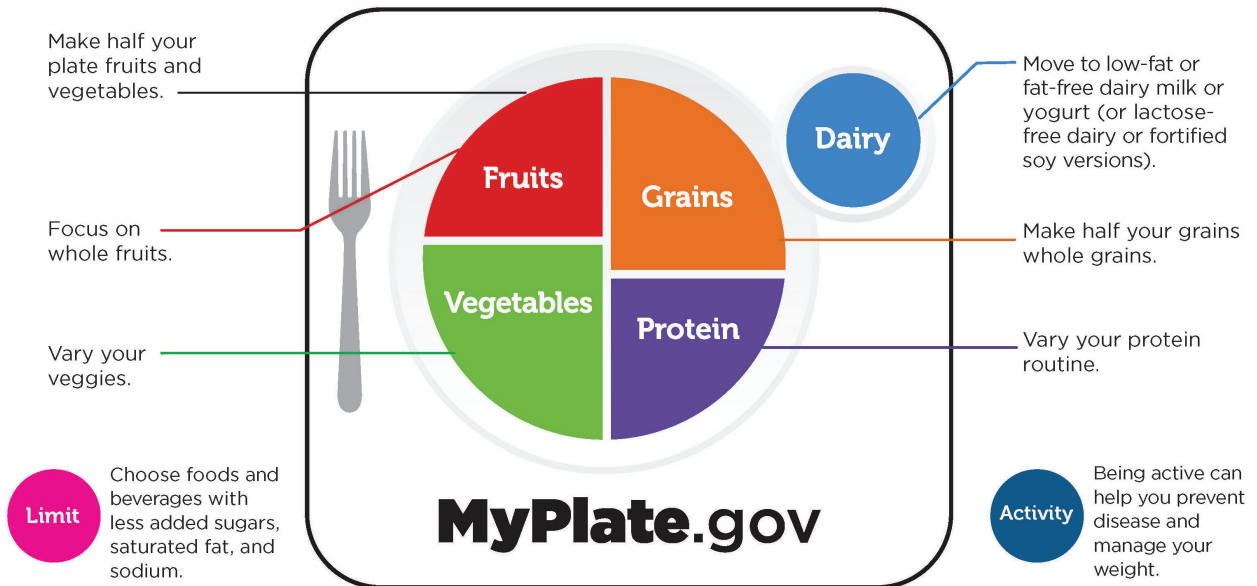 Make half your
plate fruits and
vegetables.
Focus on
whole fruits.
Vary your
veggies.
Fruits
Grains
Vegetables
Protein
Dairy
Move to low-fat or
fat-free dairy milk or
yogurt (or lactose-
free dairy or fortified
soy versions).
Make half your grains
whole grains.
Vary your protein
routine.
Limit
Choose foods and
beverages with
less added sugars,
saturated fat, and
sodium.
MyPlate.gov
Activity
Being active can
help you prevent
disease and
manage your
weight.